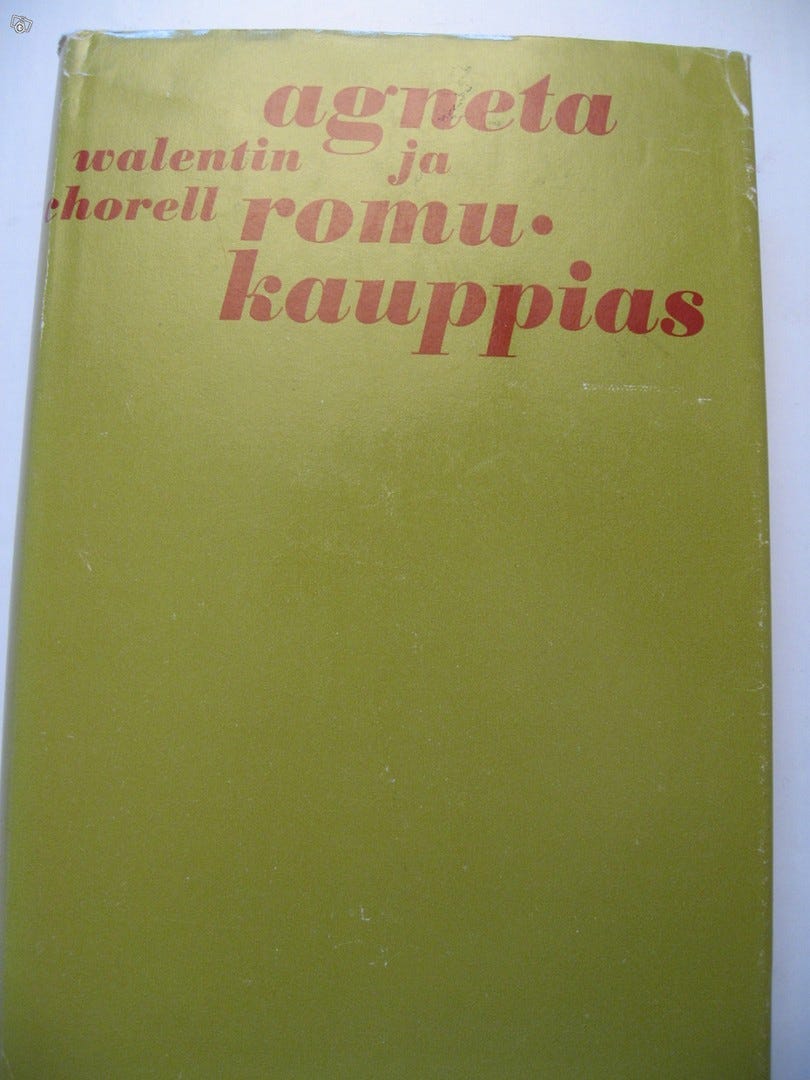 agneta
walentin ja
chorell romu-
kauppias